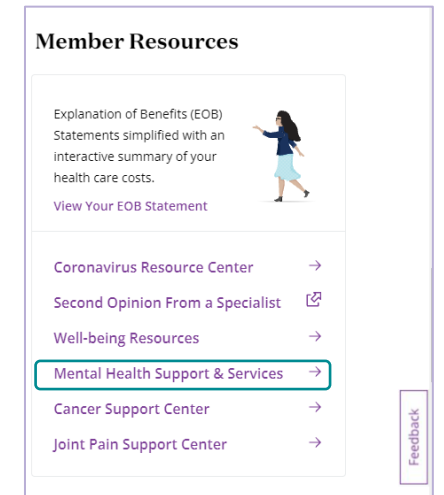 Member Resources
Explanation of Benefits (EOB)
Statements simplified with an
interactive summary of your
health care costs.
View Your EOB Statement
Coronavirus Resource Center
Second Opinion From a Specialist
Well-being Resources
Mental Health Support & Services
Cancer Support Center
Joint Pain Support Center
Feedback